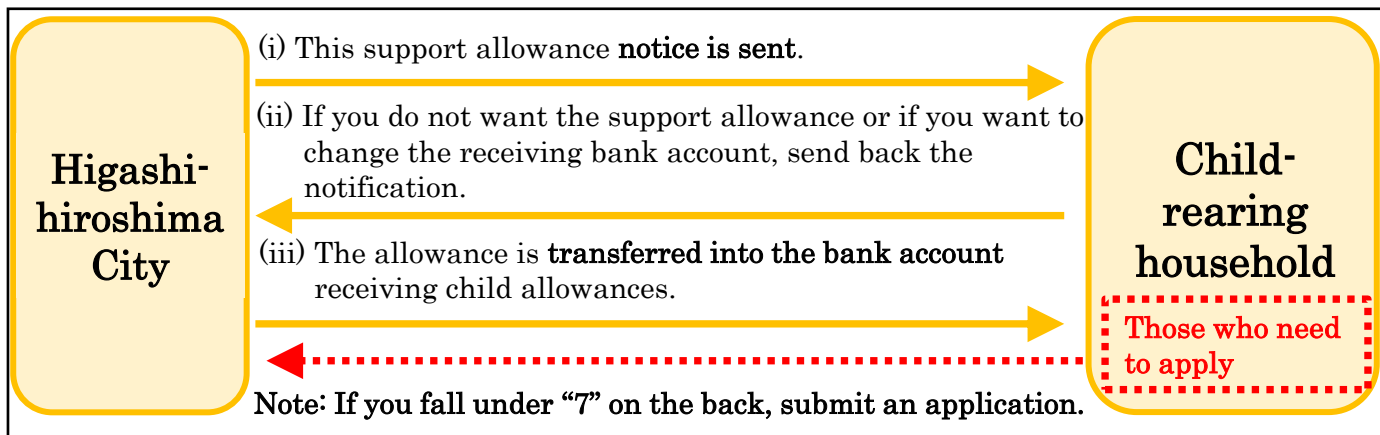 Higashi-
hiroshima
City
(i) This support allowance notice is sent.
(ii) If you do not want the support allowance or if you want to
change the receiving bank account, send back the
notification.
(iii) The allowance is transferred into the bank account
receiving child allowances.
Child-
rearing
household
Those who need
to apply
Note: If you fall under “7” on the back, submit an application.